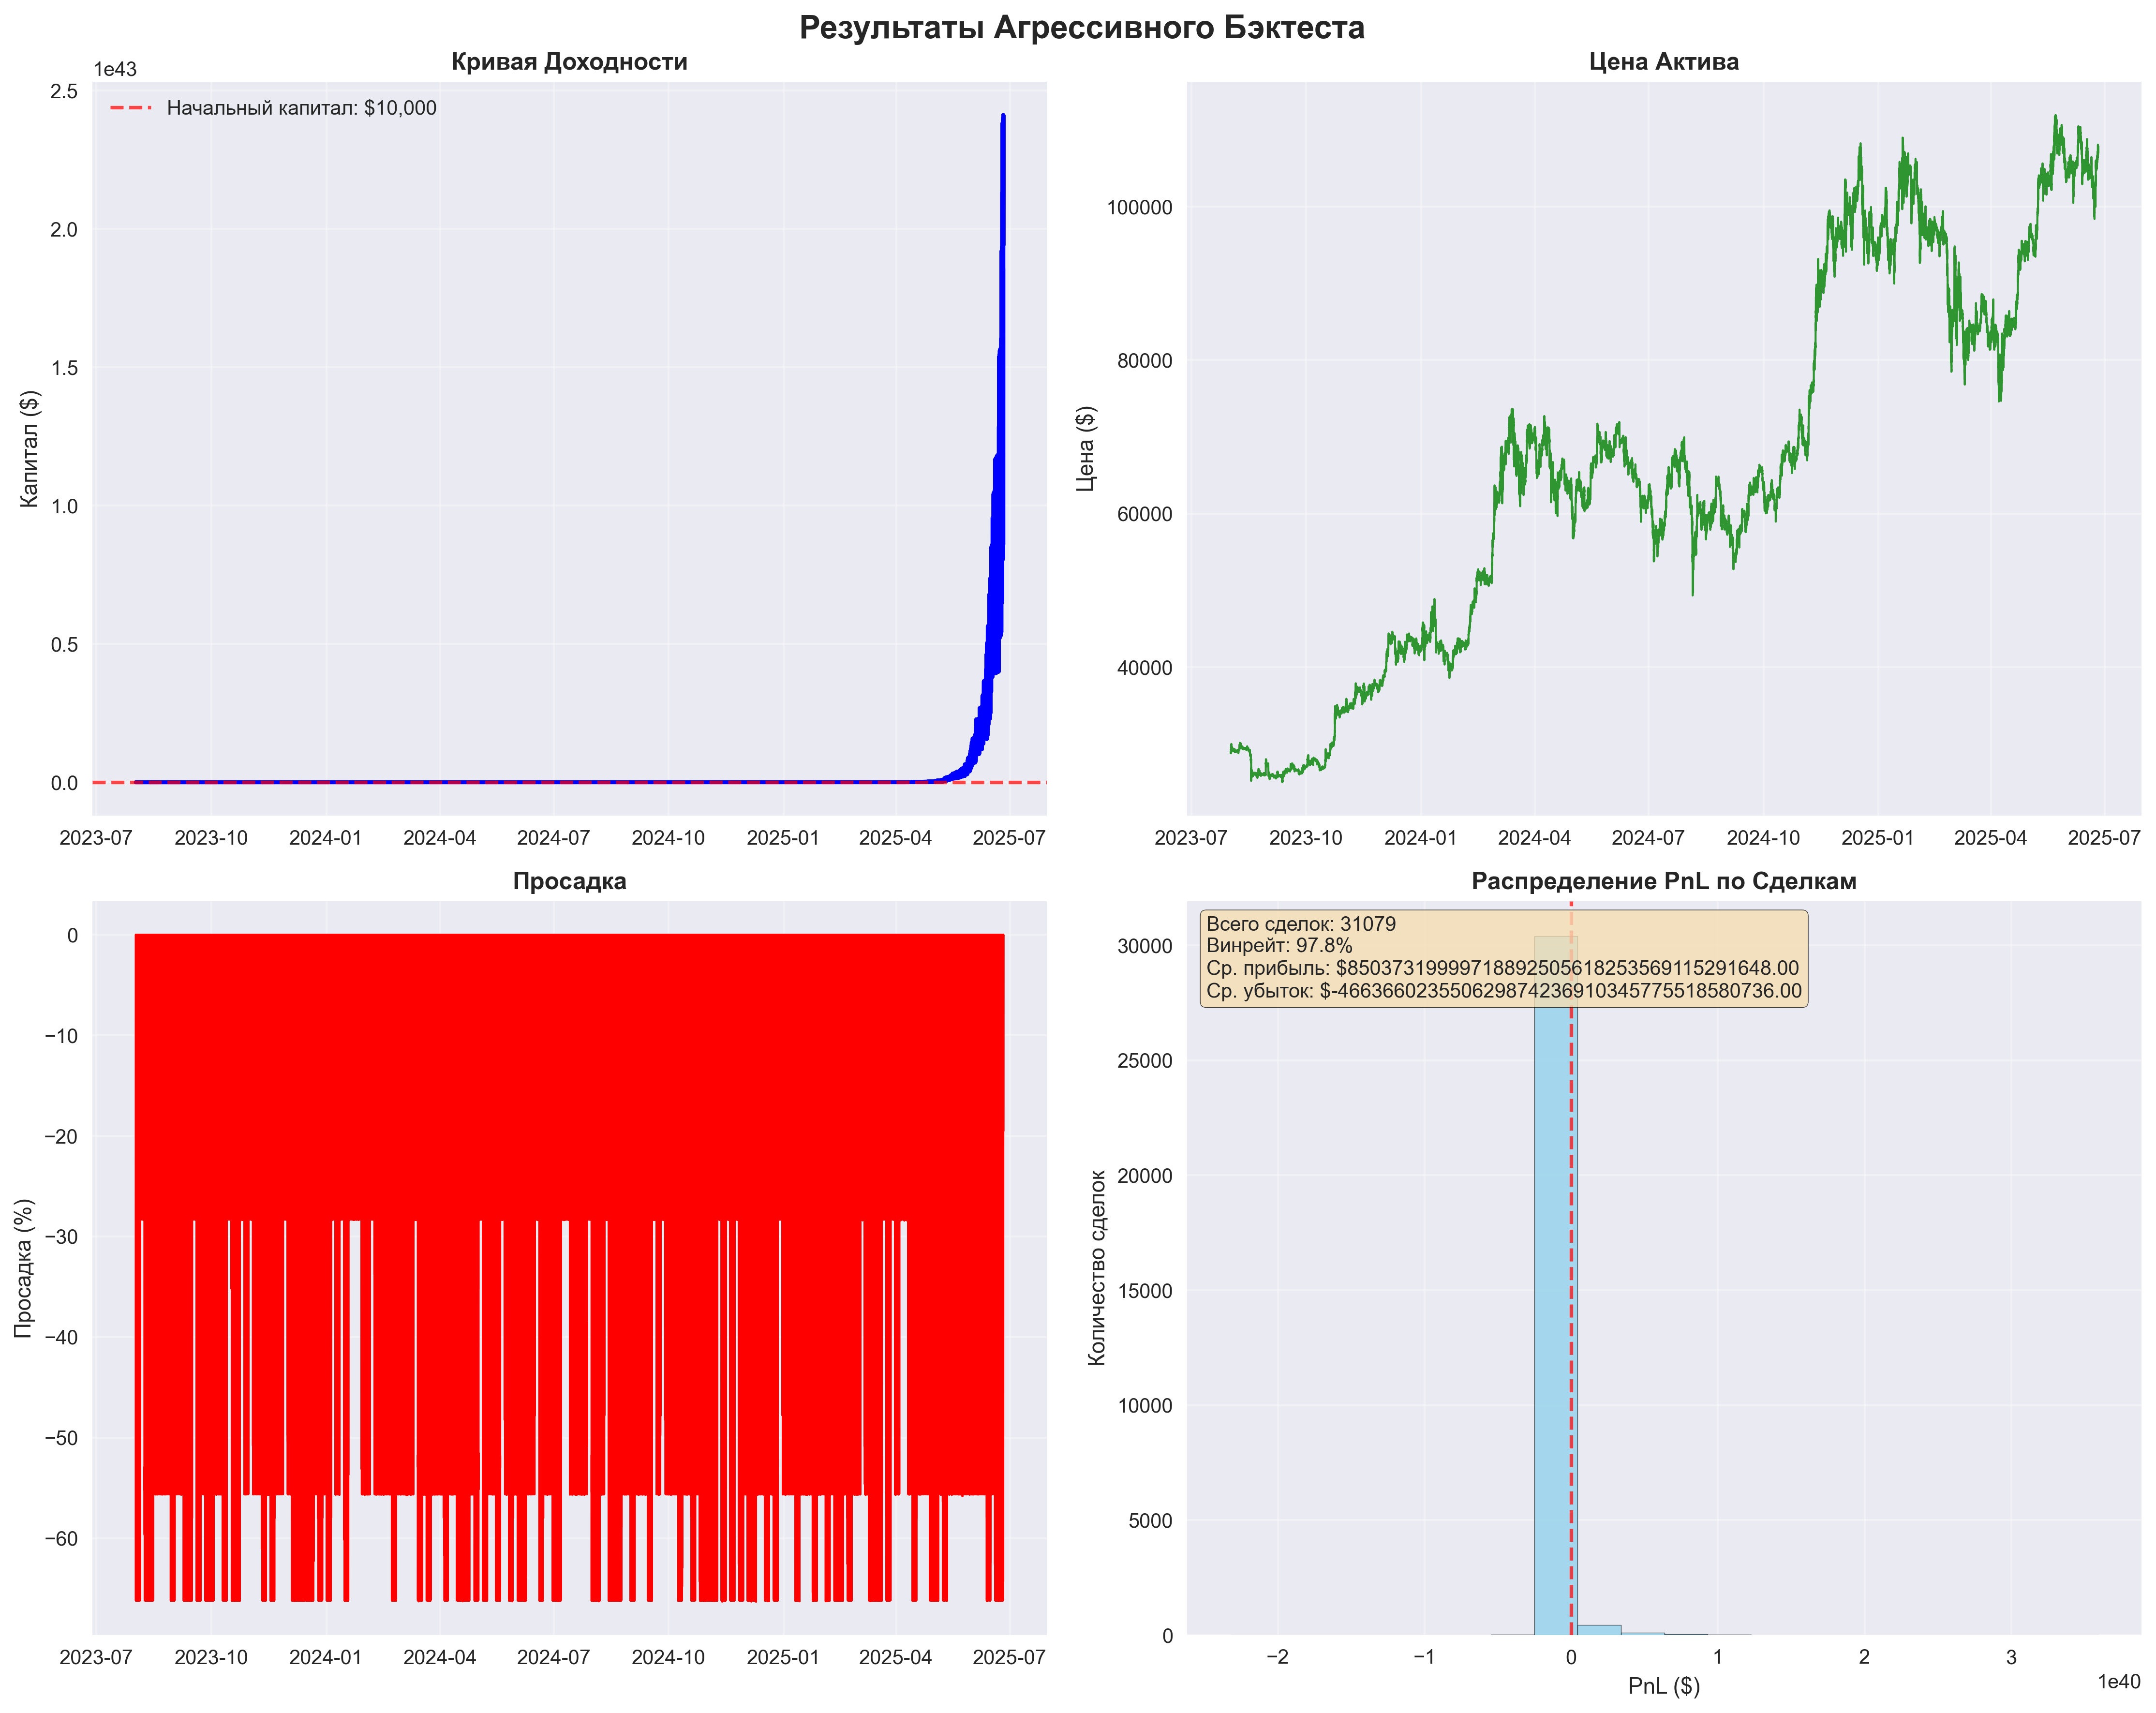 Результаты Агрессивного Бэктеста
Кривая Доходности
1e43
Начальный капитал: $10,000
Капитал ($)
2.5
2.0
1.5
1.0
0.5
0.0
2023-07 2023-10 2024-01 2024-04 2024-07 2024-10 2025-01 2025-04 2025-07
Цена Актива
Цена ($)
100000
80000
60000
40000
2023-07 2023-10 2024-01 2024-04 2024-07 2024-10 2025-01 2025-04 2025-07
Просадка
Просадка (%)
0
−10
−20
−30
−40
−50
−60
2023-07 2023-10 2024-01 2024-04 2024-07 2024-10 2025-01 2025-04 2025-07
Распределение PnL по Сделкам
Всего сделок: 31079
Винрейт: 97.8%
Ср. прибыль: $850373199997188925056182535691152​91648.00
Ср. убыток: $-466366023550629874236910345775518580736.00
Количество сделок
30000
25000
20000
15000
10000
5000
0
−2 −1 0 1 2 3
1e40
PnL ($)